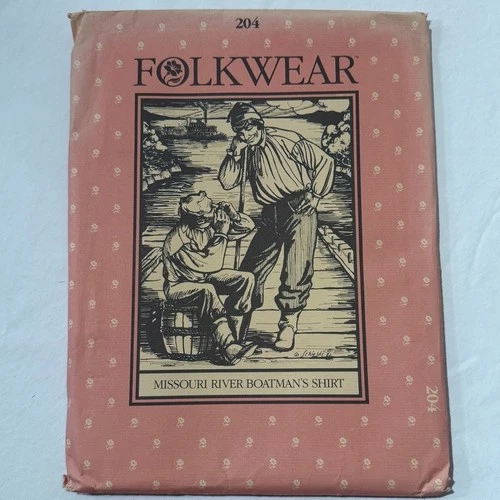 204
FOLKWEAR
MISSOURI RIVER BOATMAN'S SHIRT
204